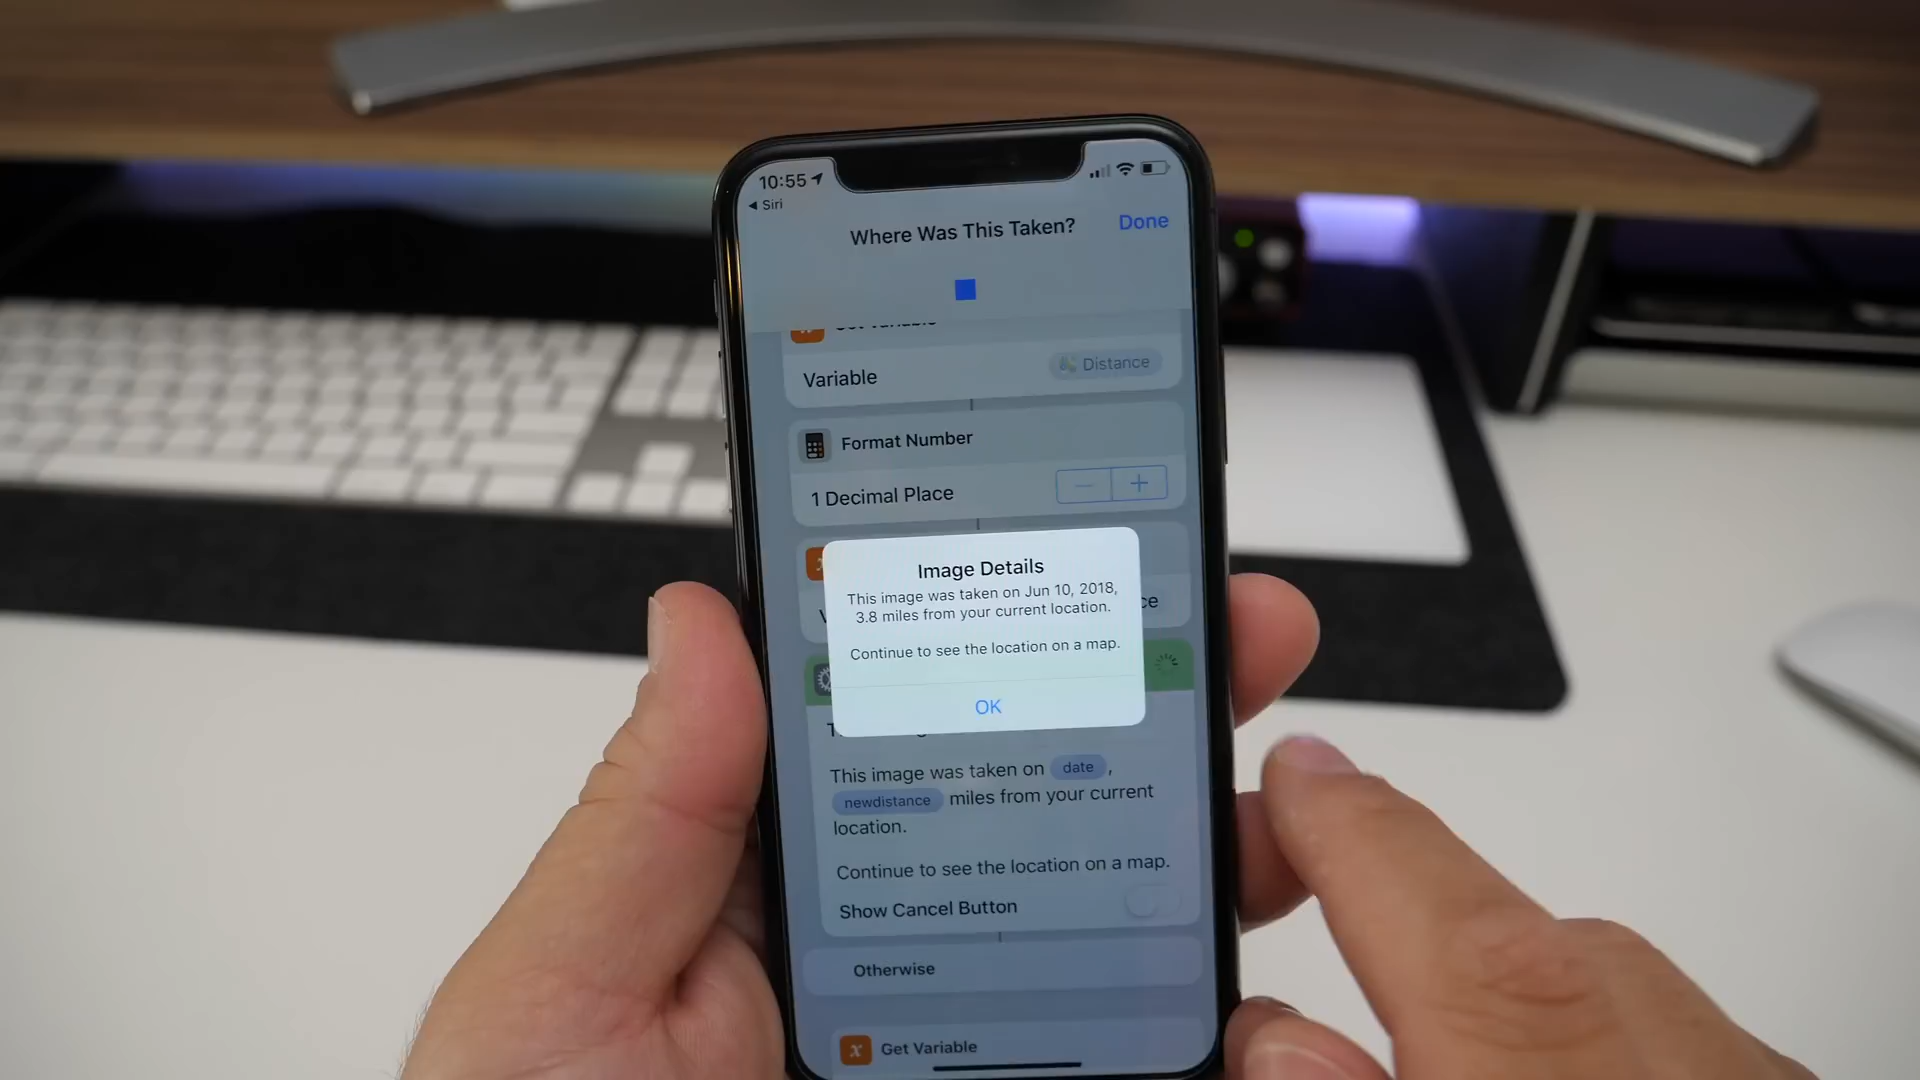 10:55
◀ Siri
Where Was This Taken?
Done
Variable
Distance
Format Number
1 Decimal Place
− +
Image Details
This image was taken on Jun 10, 2018,
3.8 miles from your current location.
Continue to see the location on a map.
OK
This image was taken on date ,
newdistance miles from your current
location.
Continue to see the location on a map.
Show Cancel Button
Otherwise
x Get Variable